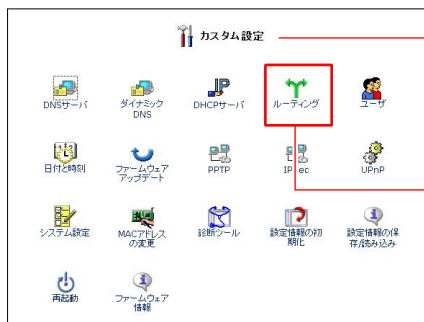 カスタム設定
DNSサーバ
ダイナミック
DNS
DHCPサーバ
ルーティング
ユーザ
日付と時刻
ファームウェア
アップデート
PPTP
IPsec
UPnP
システム設定
MACアドレス
の変更
診断ツール
設定情報の初
期化
設定情報の保
存/読み込み
再起動
ファームウェア
情報